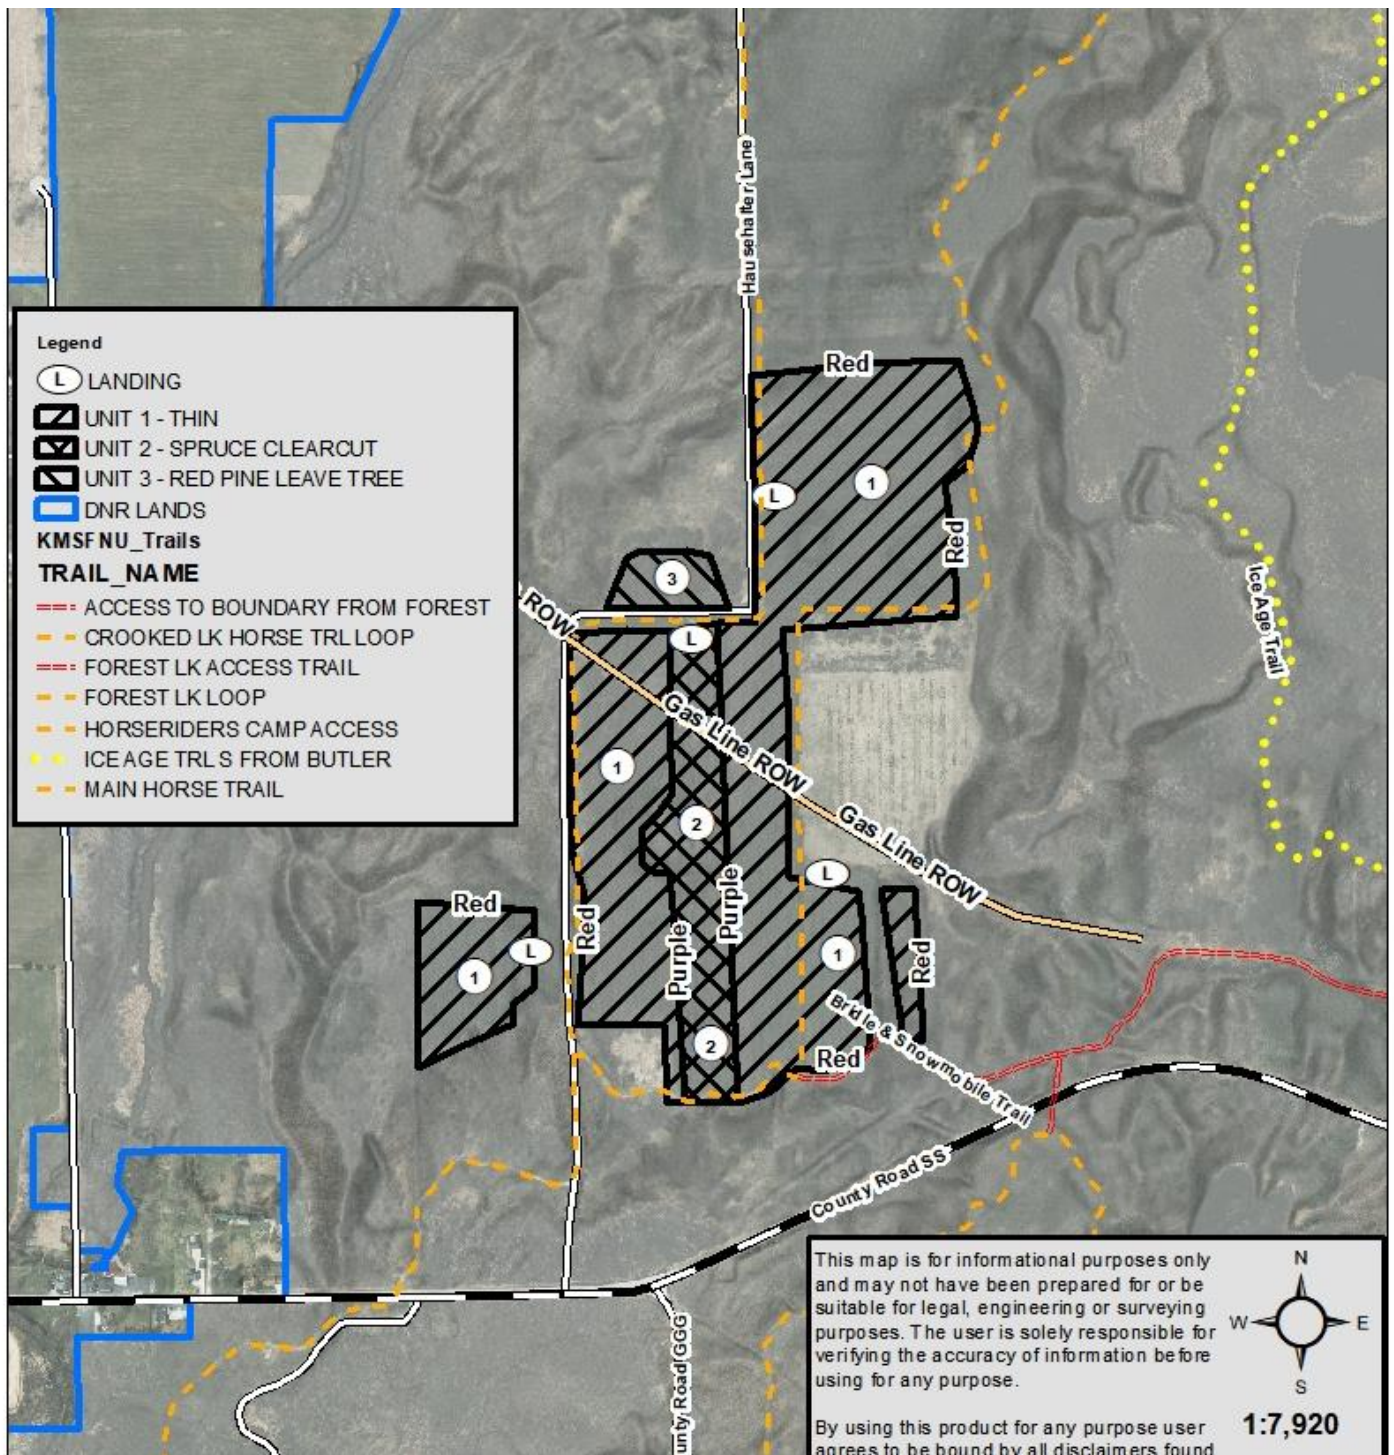 Hausehafter Lane
Legend
L LANDING
UNIT 1 - THIN
UNIT 2 - SPRUCE CLEARCUT
UNIT 3 - RED PINE LEAVE TREE
DNR LANDS
KMSFNU_Trails
TRAIL_NAME
ACCESS TO BOUNDARY FROM FOREST
CROOKED LK HORSE TRL LOOP
FOREST LK ACCESS TRAIL
FOREST LK LOOP
HORSERIDERS CAMP ACCESS
ICE AGE TRLS FROM BUTLER
MAIN HORSE TRAIL
Red
1
L
Red
3
ROW
L
Ice Age Trail
Gas Line ROW
1
2
Gas Line ROW
L
Purple
Red
Red
L
1
Purple
1
Red
Bridle & Snowmobile Trail
2
Red
County Road SS
unty Road GGG
This map is for informational purposes only
and may not have been prepared for or be
suitable for legal, engineering or surveying
purposes. The user is solely responsible for
verifying the accuracy of information before
using for any purpose.
N
W E
S
By using this product for any purpose user
agrees to be bound by all disclaimers found
1:7,920